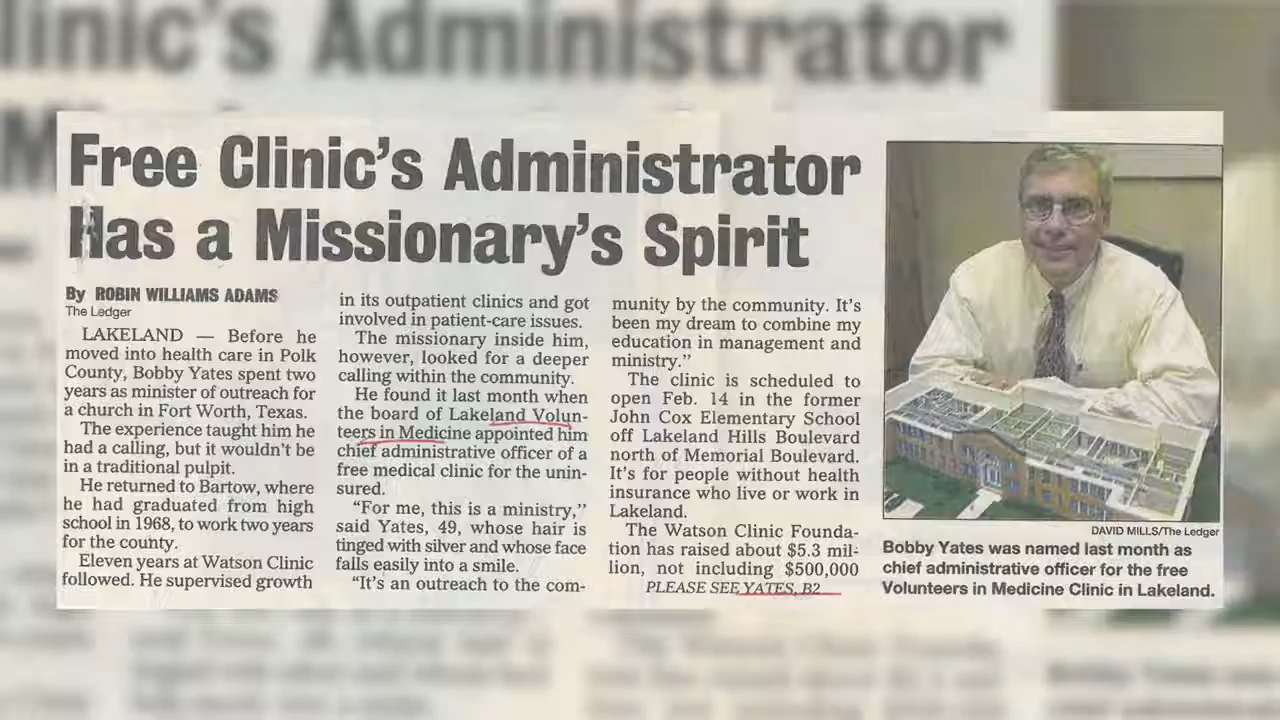 Free Clinic's Administrator
Has a Missionary's Spirit
By ROBIN WILLIAMS ADAMS
The Ledger
LAKELAND — Before he
moved into health care in Polk
County, Bobby Yates spent two
years as minister of outreach for
a church in Fort Worth, Texas.
The experience taught him he
had a calling, but it wouldn't be
in a traditional pulpit.
He returned to Bartow, where
he had graduated from high
school in 1968, to work two years
for the county.
Eleven years at Watson Clinic
followed. He supervised growth
in its outpatient clinics and got
involved in patient-care issues.
The missionary inside him,
however, looked for a deeper
calling within the community.
He found it last month when
the board of Lakeland Volun-
teers in Medicine appointed him
chief administrative officer of a
free medical clinic for the unin-
sured.
"For me, this is a ministry,"
said Yates, 49, whose hair is
tinged with silver and whose face
falls easily into a smile.
"It's an outreach to the com-
munity by the community. It's
been my dream to combine my
education in management and
ministry."
The clinic is scheduled to
open Feb. 14 in the former
John Cox Elementary School
off Lakeland Hills Boulevard
north of Memorial Boulevard.
It's for people without health
insurance who live or work in
Lakeland.
The Watson Clinic Founda-
tion has raised about $5.3 mil-
lion, not including $500,000
PLEASE SEE YATES, B2
DAVID MILLS/The Ledger
Bobby Yates was named last month as
chief administrative officer for the free
Volunteers in Medicine Clinic in Lakeland.